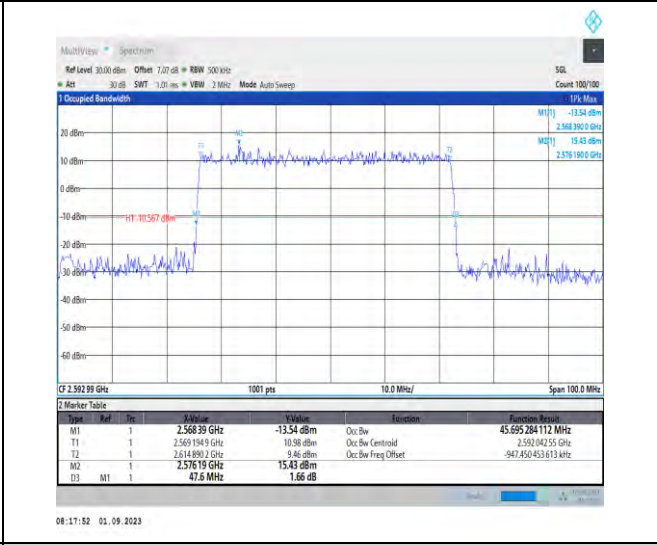 MultiView Spectrum
Ref Level 30.00 dBm Offset 7.07 dB RBW 500 kHz SGL
Att 30 dB SWT 1.01 ms VBW 2 MHz Mode Auto Sweep Count 100/100
1 Occupied Bandwidth 1Pk Max
M1[1] -13.54 dBm
2.568 390 0 GHz
M2[1] 15.43 dBm
2.576 190 0 GHz
20 dBm
M2
T2
10 dBm
0 dBm
-10 dBm
H1 -10.567 dBm
-20 dBm
-30 dBm
-40 dBm
-50 dBm
-60 dBm
CF 2.592 99 GHz 1001 pts 10.0 MHz/ Span 100.0 MHz
2 Marker Table
Type Ref Trc X-Value Y-Value Function Function Result
M1 1 2.568 39 GHz -13.54 dBm Occ Bw 45.695 284 112 MHz
T1 1 2.569 194 9 GHz 10.98 dBm Occ Bw Centroid 2.592 042 55 GHz
T2 1 2.614 890 2 GHz 9.46 dBm Occ Bw Freq Offset -947.450 453 613 kHz
M2 1 2.576 19 GHz 15.43 dBm
D3 M1 1 47.6 MHz 1.66 dB
08:17:52 01.09.2023